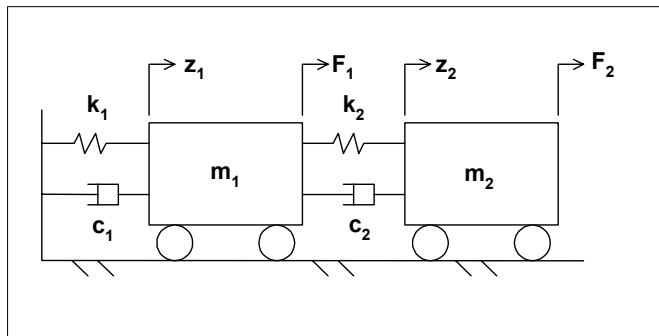 z₁ F₁ z₂ F₂
k₁ k₂
m₁ m₂
c₁ c₂